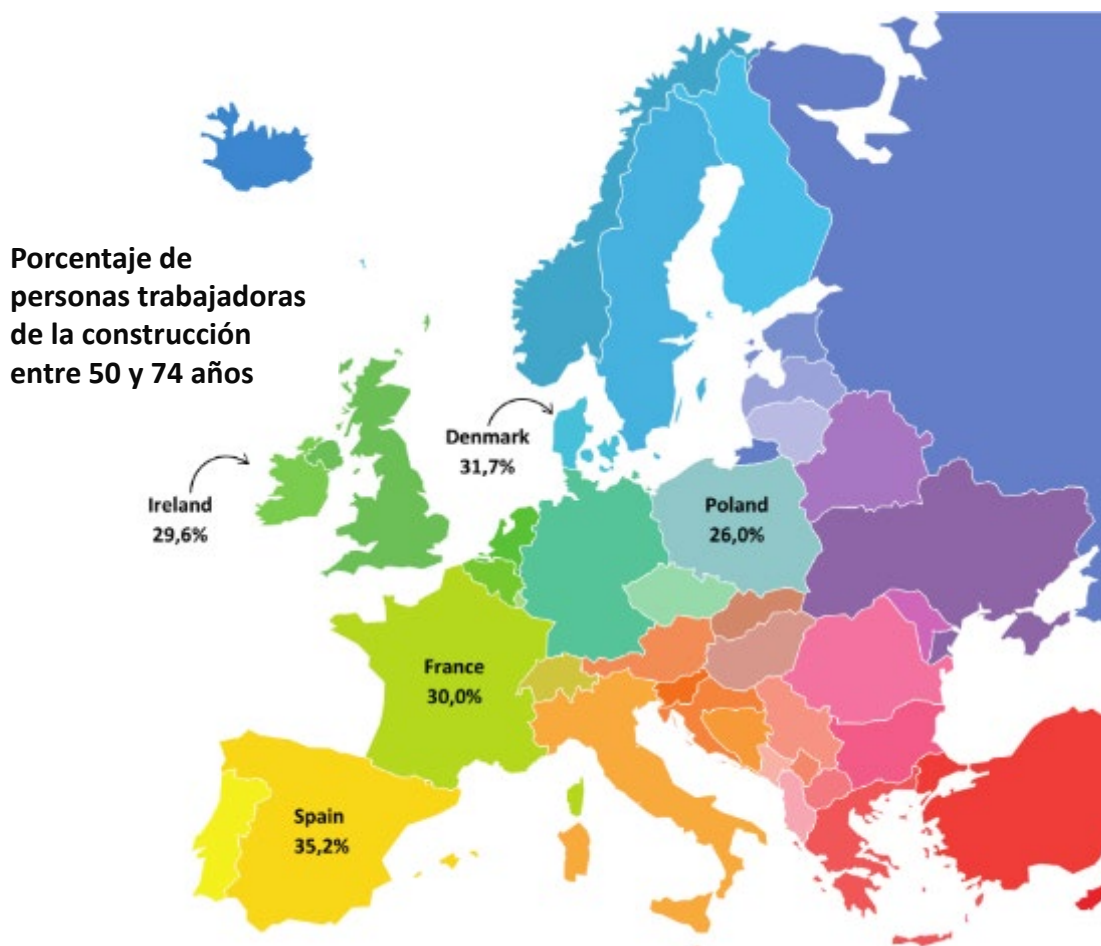 Porcentaje de
personas trabajadoras
de la construcción
entre 50 y 74 años
Denmark
31,7%
Ireland
29,6%
Poland
26,0%
France
30,0%
Spain
35,2%